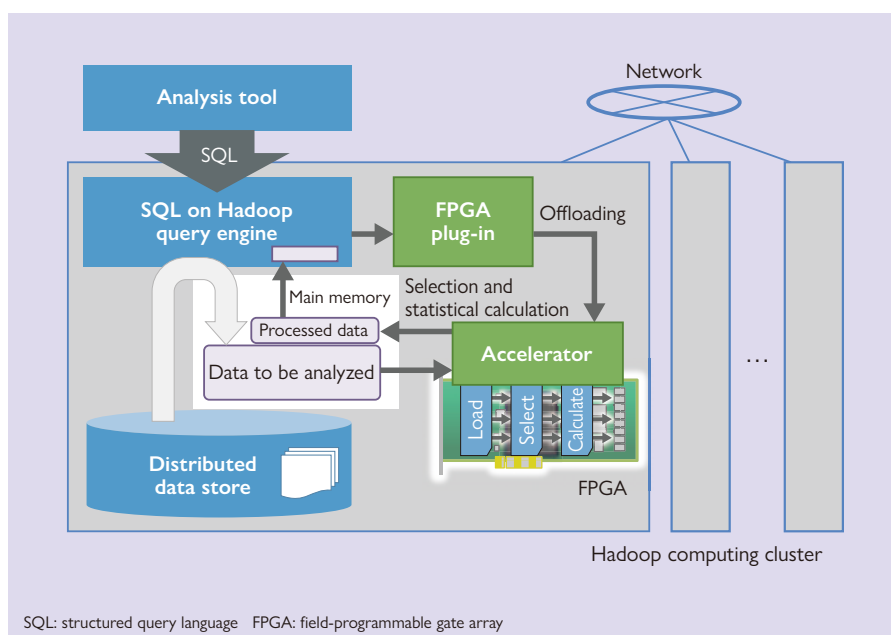 Network
Analysis tool
SQL
SQL on Hadoop
query engine
FPGA
plug-in
Offloading
Selection and
statistical calculation
Main memory
Processed data
Data to be analyzed
Accelerator
Load
Select
Calculate
FPGA
Distributed
data store
...
Hadoop computing cluster
SQL: structured query language FPGA: field-programmable gate array